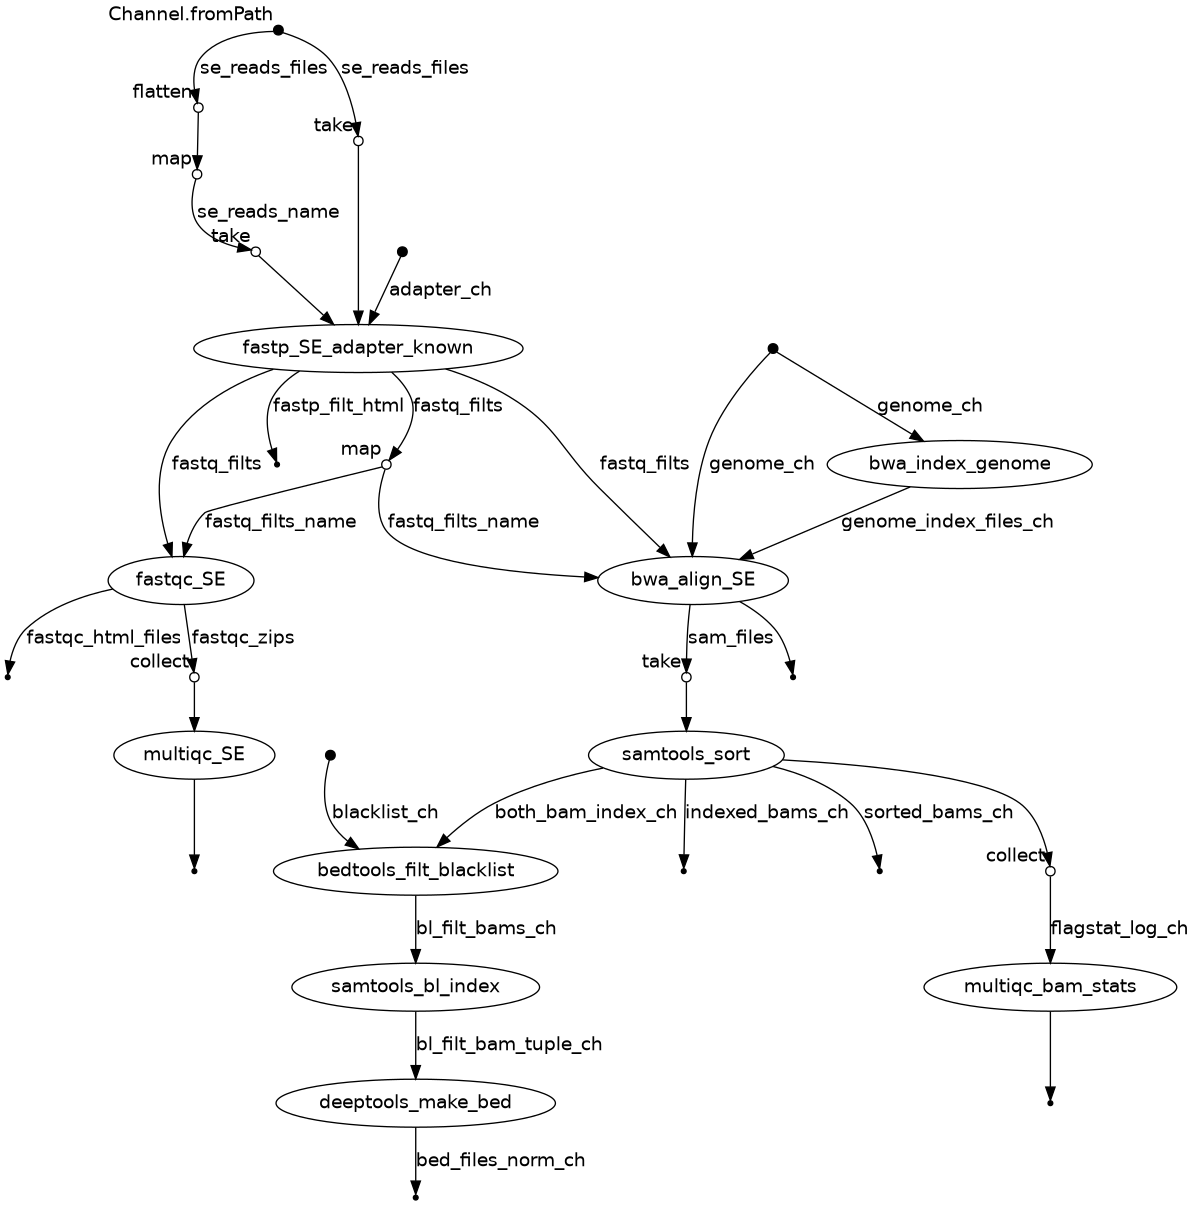 Channel.fromPath
se_reads_files
se_reads_files
flatten
take
map
se_reads_name
take
adapter_ch
fastp_SE_adapter_known
fastp_filt_html
fastq_filts
genome_ch
map
fastq_filts
fastq_filts
genome_ch
bwa_index_genome
fastq_filts_name
fastq_filts_name
genome_index_files_ch
fastqc_SE
bwa_align_SE
fastqc_html_files
fastqc_zips
sam_files
collect
take
multiqc_SE
samtools_sort
blacklist_ch
both_bam_index_ch
indexed_bams_ch
sorted_bams_ch
collect
bedtools_filt_blacklist
bl_filt_bams_ch
flagstat_log_ch
samtools_bl_index
multiqc_bam_stats
bl_filt_bam_tuple_ch
deeptools_make_bed
bed_files_norm_ch